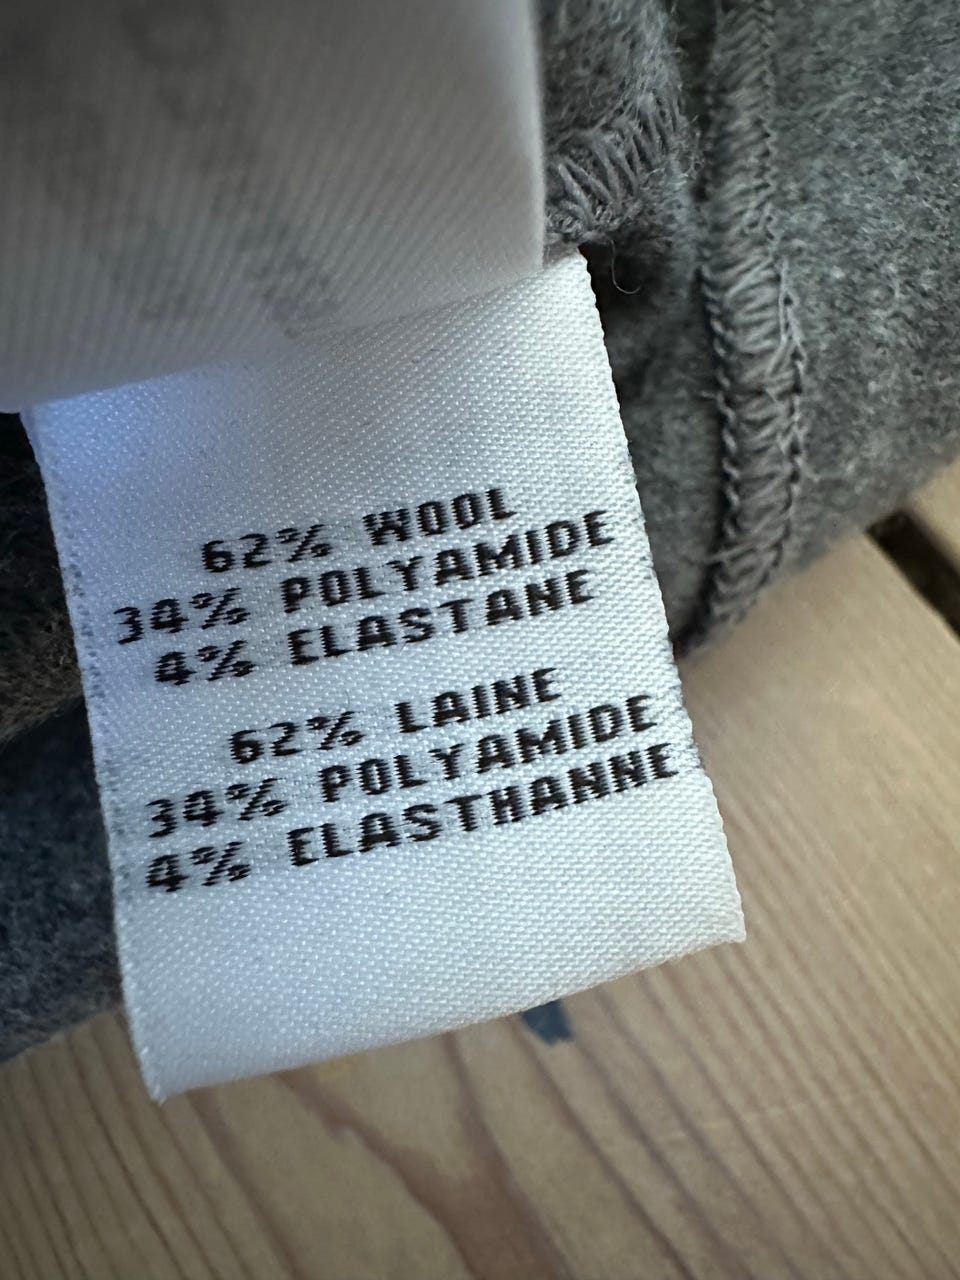 62% WOOL
34% POLYAMIDE
4% ELASTANE
62% LAINE
34% POLYAMIDE
4% ELASTHANNE